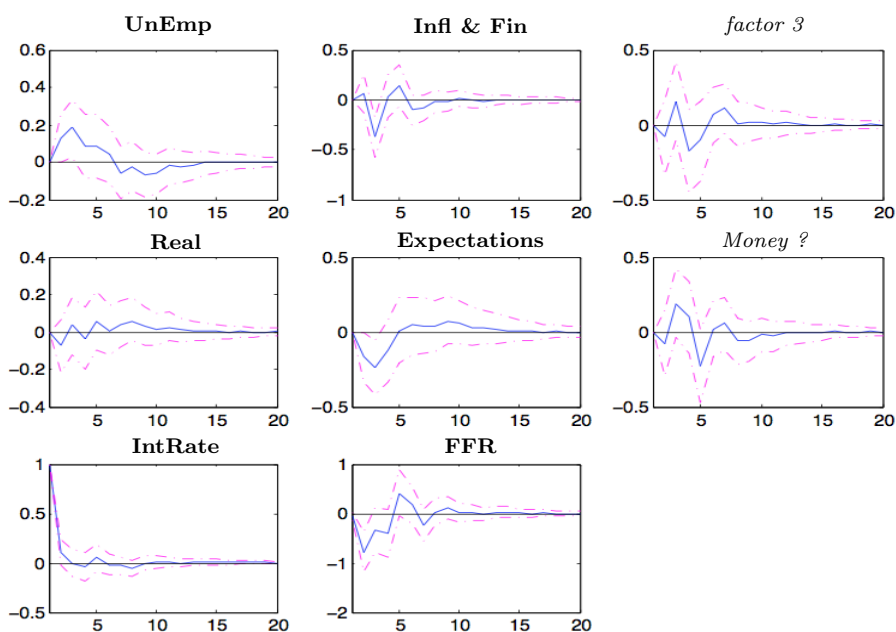 UnEmp Infl & Fin factor 3
0.6 0.5 0.5
0.4
0.2 0 0
0 −0.5
−0.2 −1 −0.5
5 10 15 20 5 10 15 20 5 10 15 20
Real Expectations Money ?
0.4 0.5 0.5
0.2
0 0 0
−0.2
−0.4 −0.5 −0.5
5 10 15 20 5 10 15 20 5 10 15 20
IntRate FFR
1 1
0.5 0
0 −1
−0.5 −2
5 10 15 20 5 10 15 20